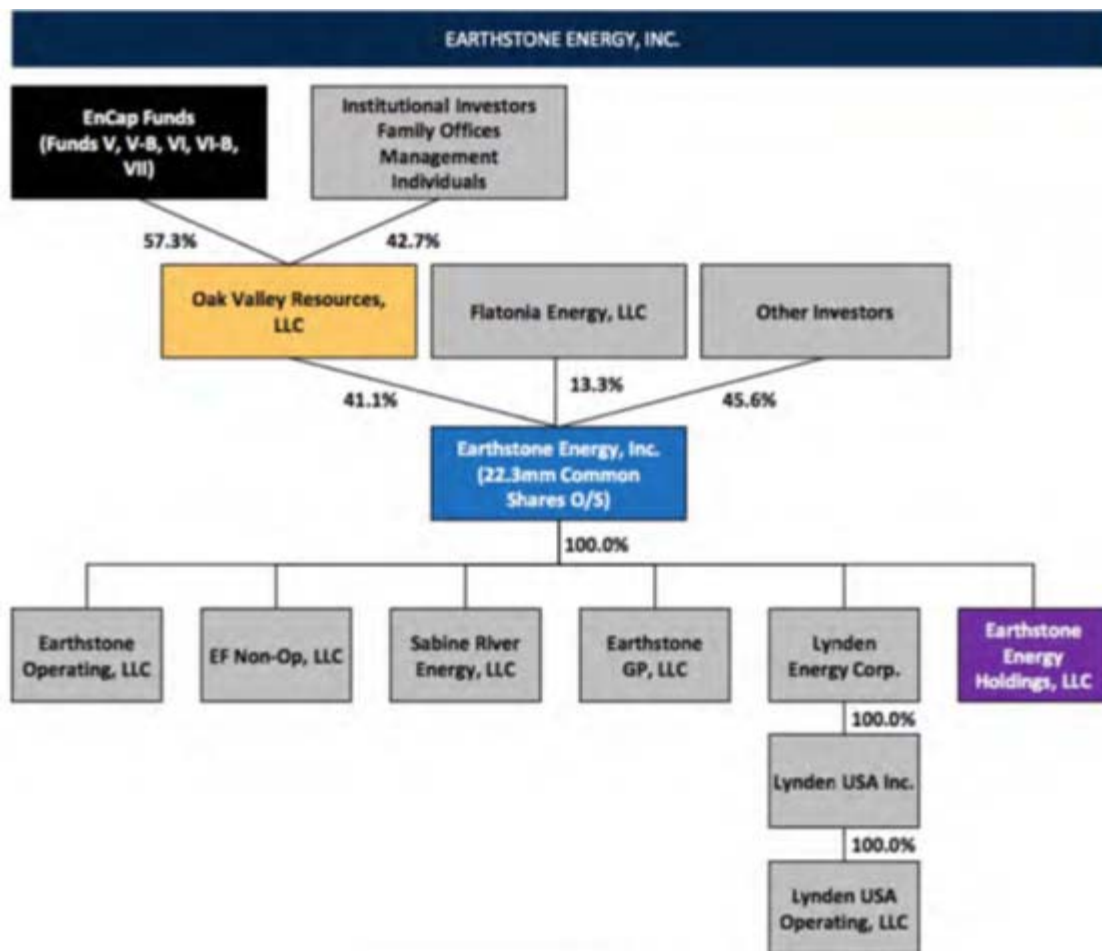 EARTHSTONE ENERGY, INC.
EnCap Funds
(Funds V, V-B, VI, VI-B,
VII)
Institutional Investors
Family Offices
Management
Individuals
57.3%
42.7%
Oak Valley Resources,
LLC
Flatonia Energy, LLC
Other Investors
41.1%
13.3%
45.6%
Earthstone Energy, Inc.
(22.3mm Common
Shares O/S)
100.0%
Earthstone
Operating, LLC
EF Non-Op, LLC
Sabine River
Energy, LLC
Earthstone
GP, LLC
Lynden
Energy Corp.
Earthstone
Energy
Holdings, LLC
100.0%
Lynden USA Inc.
100.0%
Lynden USA
Operating, LLC